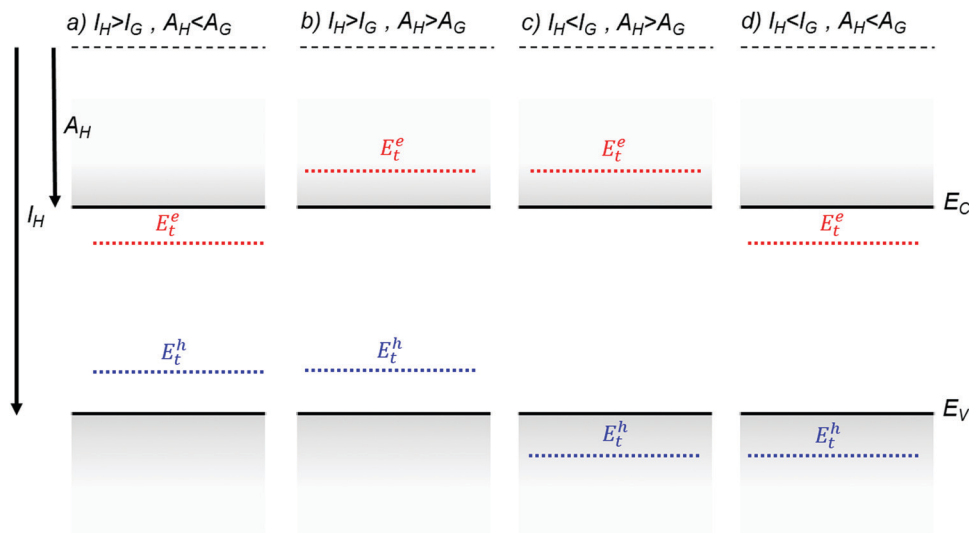 a) I_H>I_G , A_H<A_G
b) I_H>I_G , A_H>A_G
c) I_H<I_G , A_H>A_G
d) I_H<I_G , A_H<A_G
A_H
I_H
E_t^e
E_t^e
E_t^e
E_t^e
E_C
E_t^h
E_t^h
E_t^h
E_t^h
E_V